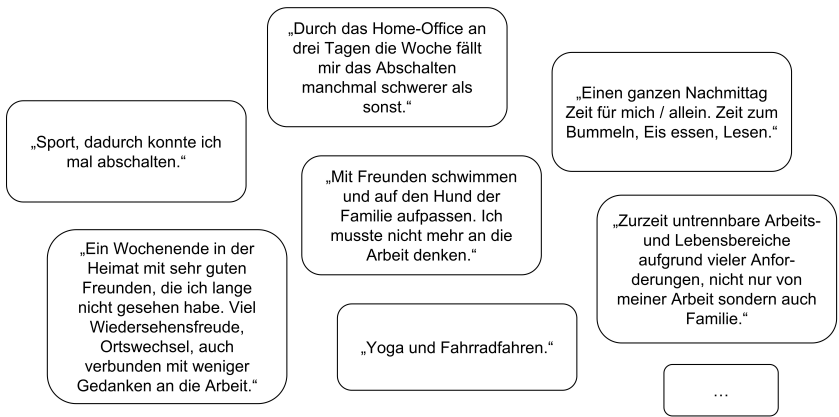 „Durch das Home-Office an
drei Tagen die Woche fällt
mir das Abschalten
manchmal schwerer als
sonst.“
„Einen ganzen Nachmittag
Zeit für mich / allein. Zeit zum
Bummeln, Eis essen, Lesen.“
„Sport, dadurch konnte ich
mal abschalten.“
„Mit Freunden schwimmen
und auf den Hund der
Familie aufpassen. Ich
musste nicht mehr an die
Arbeit denken.“
„Zurzeit untrennbare Arbeits-
und Lebensbereiche
aufgrund vieler Anfor-
derungen, nicht nur von
meiner Arbeit sondern auch
Familie.“
„Ein Wochenende in der
Heimat mit sehr guten
Freunden, die ich lange
nicht gesehen habe. Viel
Wiedersehensfreude,
Ortswechsel, auch
verbunden mit weniger
Gedanken an die Arbeit.“
„Yoga und Fahrradfahren.“
…